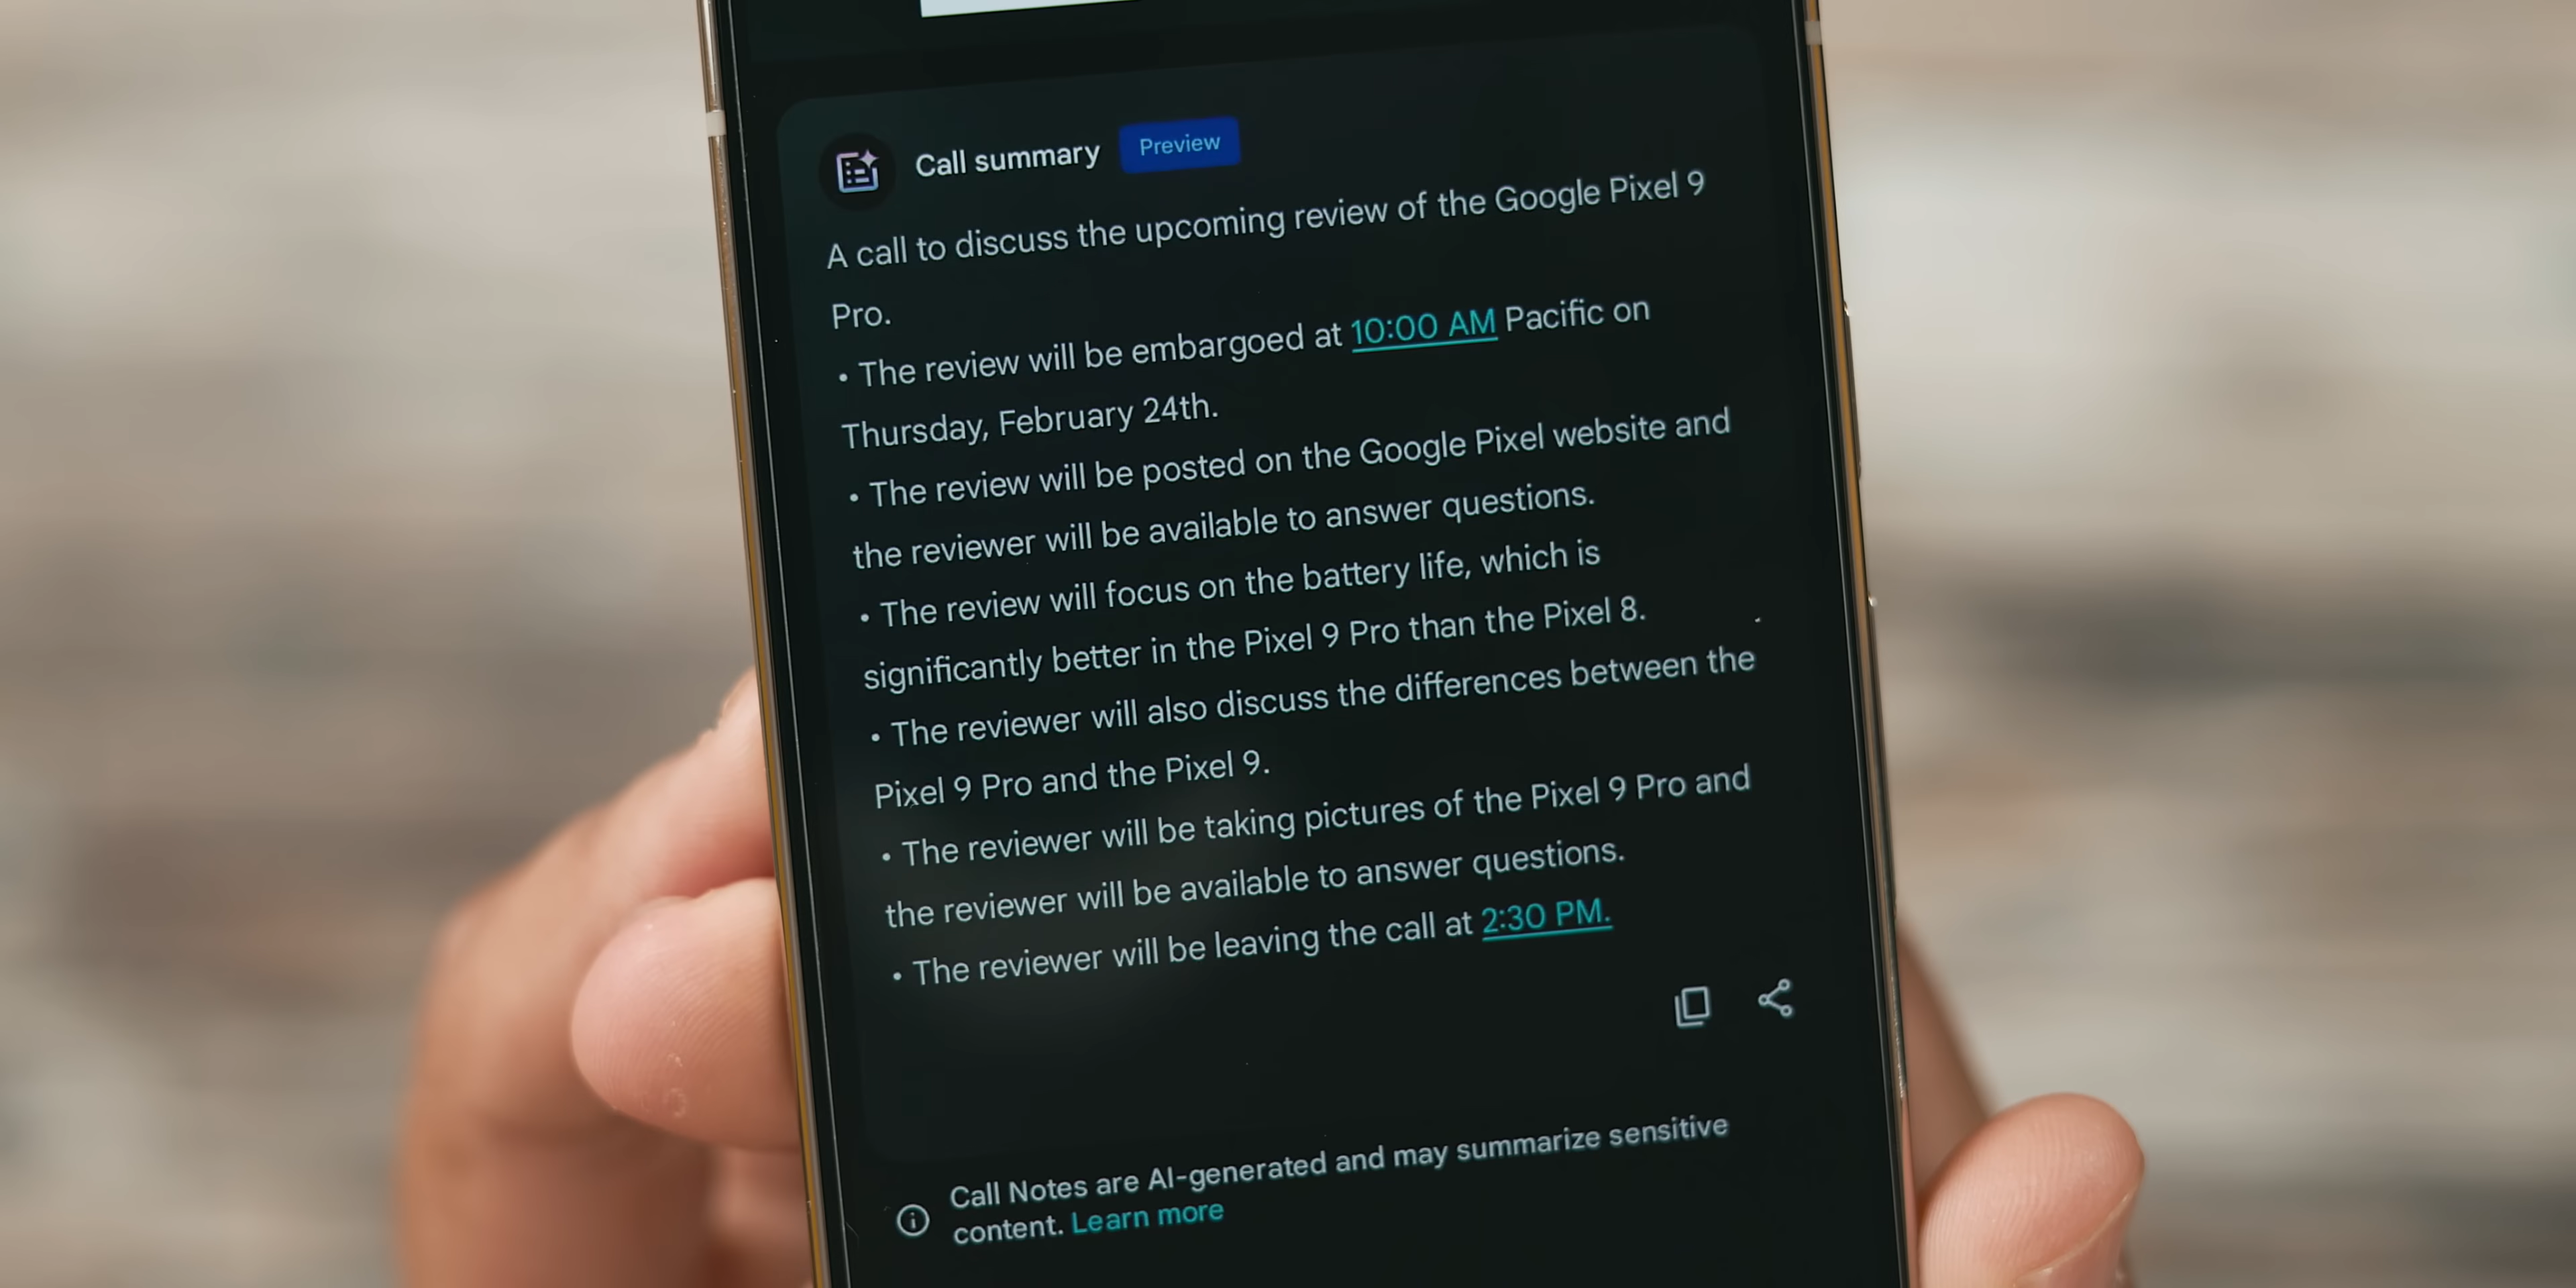 Call summary Preview
A call to discuss the upcoming review of the Google Pixel 9
Pro.
• The review will be embargoed at 10:00 AM Pacific on
Thursday, February 24th.
• The review will be posted on the Google Pixel website and
the reviewer will be available to answer questions.
• The review will focus on the battery life, which is
significantly better in the Pixel 9 Pro than the Pixel 8.
• The reviewer will also discuss the differences between the
Pixel 9 Pro and the Pixel 9.
• The reviewer will be taking pictures of the Pixel 9 Pro and
the reviewer will be available to answer questions.
• The reviewer will be leaving the call at 2:30 PM.
Call Notes are AI-generated and may summarize sensitive
content. Learn more